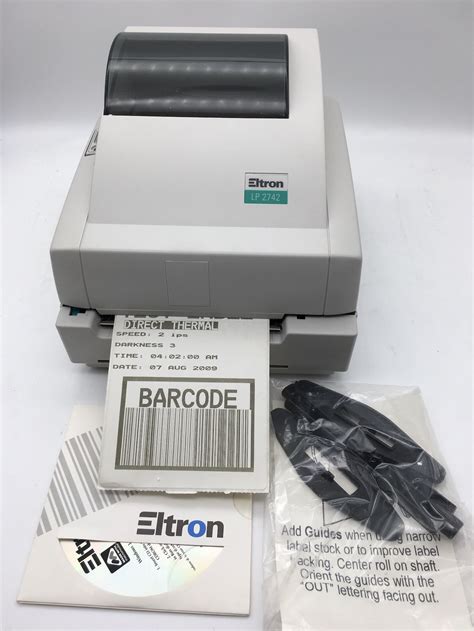 Eltron
LP 2742
DIRECT THERMAL
SPEED: 2 ips
DARKNESS 3
TIME: 04:02:00 AM
DATE: 07 AUG 2009
BARCODE
Eltron
Eltron
Add Guides when using narrow
label stock or to improve label
tracking. Center roll on shaft.
Orient the guides with the
"OUT" lettering facing out.